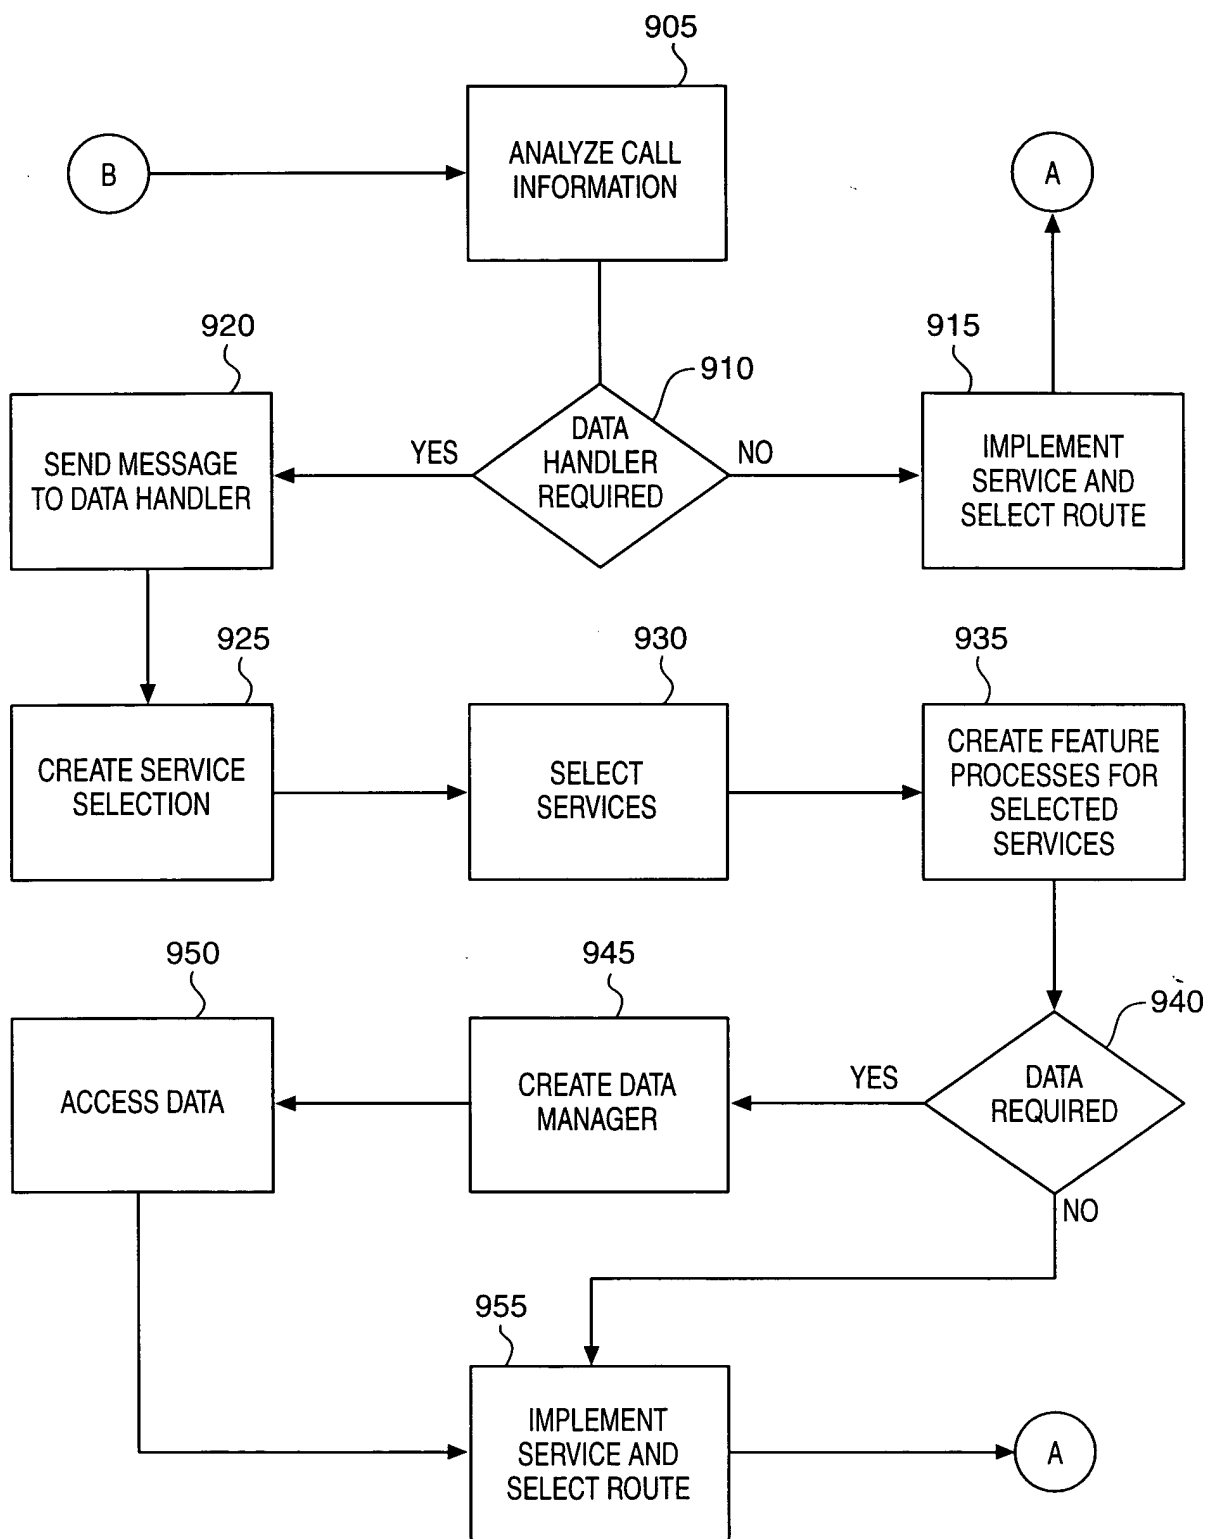 905
B
ANALYZE CALL
INFORMATION
A
920
910
915
SEND MESSAGE
TO DATA HANDLER
YES
DATA
HANDLER
REQUIRED
NO
IMPLEMENT
SERVICE AND
SELECT ROUTE
925
930
935
CREATE SERVICE
SELECTION
SELECT
SERVICES
CREATE FEATURE
PROCESSES FOR
SELECTED
SERVICES
950
945
940
ACCESS DATA
CREATE DATA
MANAGER
YES
DATA
REQUIRED
NO
955
IMPLEMENT
SERVICE AND
SELECT ROUTE
A